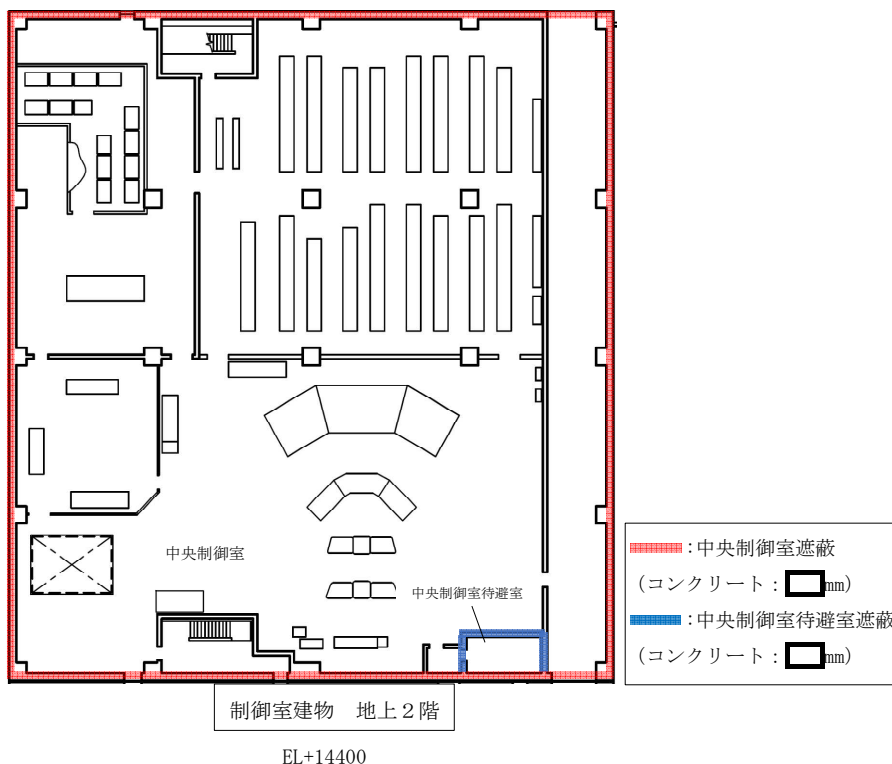 中央制御室
中央制御室待避室
:中央制御室遮蔽
(コンクリート: mm)
:中央制御室待避室遮蔽
(コンクリート: mm)
制御室建物 地上2階
EL+14400